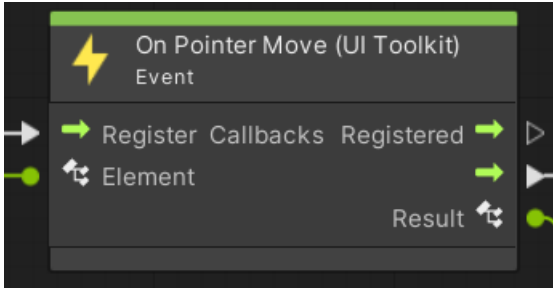 On Pointer Move (UI Toolkit)
Event
Register Callbacks Registered
Element
Result